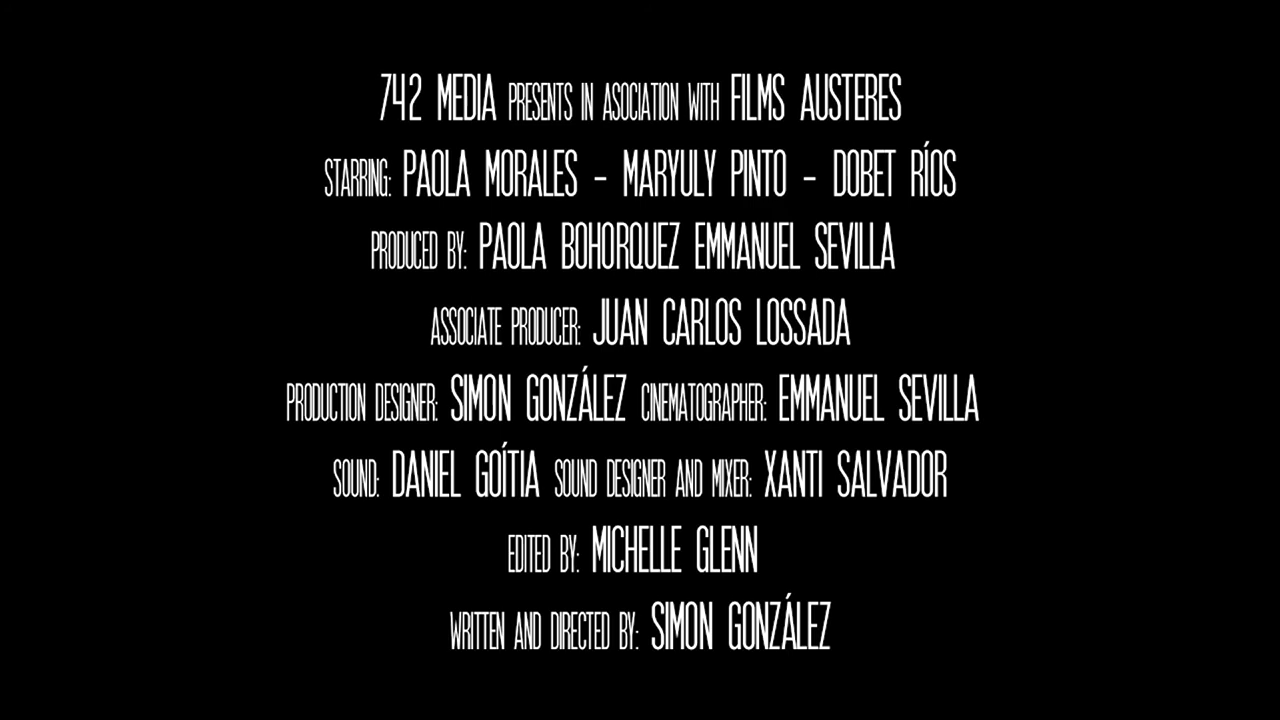 742 MEDIA PRESENTS IN ASOCIATION WITH FILMS AUSTERES
STARRING: PAOLA MORALES - MARYULY PINTO - DOBET RÍOS
PRODUCED BY: PAOLA BOHORQUEZ EMMANUEL SEVILLA
ASSOCIATE PRODUCER: JUAN CARLOS LOSSADA
PRODUCTION DESIGNER: SIMON GONZÁLEZ CINEMATOGRAPHER: EMMANUEL SEVILLA
SOUND: DANIEL GOÍTIA SOUND DESIGNER AND MIXER: XANTI SALVADOR
EDITED BY: MICHELLE GLENN
WRITTEN AND DIRECTED BY: SIMON GONZÁLEZ